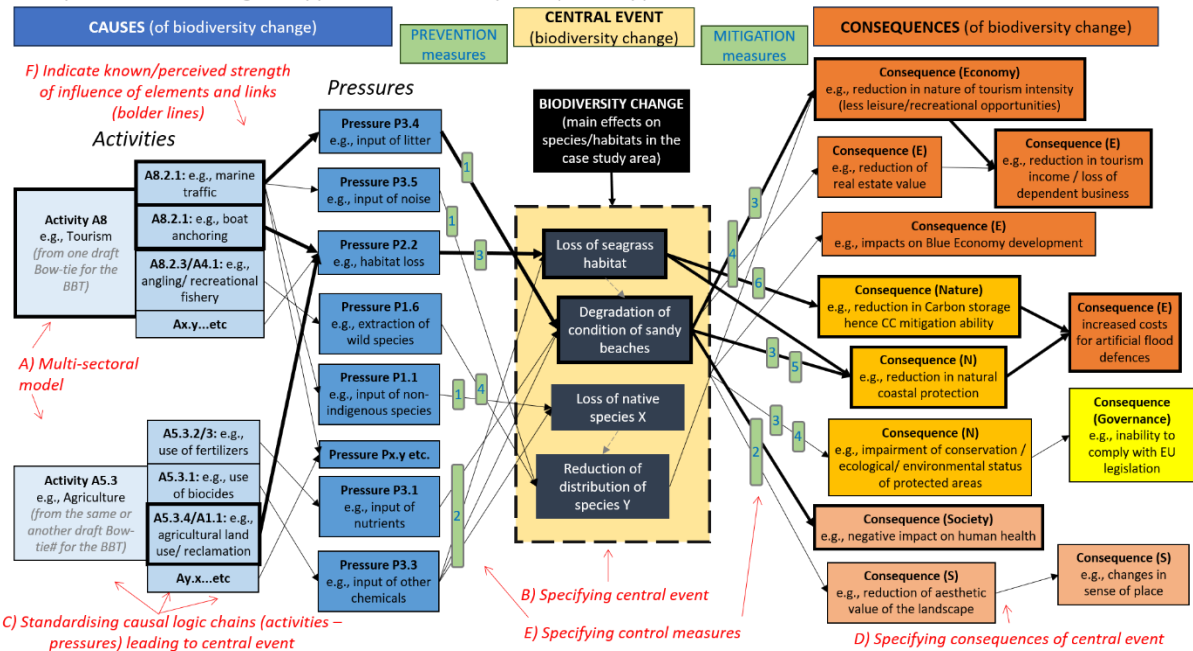 CAUSES (of biodiversity change)
PREVENTION
measures
CENTRAL EVENT
(biodiversity change)
MITIGATION
measures
CONSEQUENCES (of biodiversity change)
F) Indicate known/perceived strength
of influence of elements and links
(bolder lines)
Activities
Pressures
Activity A8
e.g., Tourism
(from one draft
Bow-tie for the
BBT)
A8.2.1: e.g., marine
traffic
A8.2.1: e.g., boat
anchoring
A8.2.3/A4.1: e.g.,
angling/ recreational
fishery
Ax.y...etc
A) Multi-sectoral
model
Activity A5.3
e.g., Agriculture
(from the same or
another draft Bow-
tie# for the BBT)
A5.3.2/3: e.g.,
use of fertilizers
A5.3.1: e.g., use
of biocides
A5.3.4/A1.1: e.g.,
agricultural land
use/ reclamation
Ay.x...etc
C) Standardising causal logic chains (activities –
pressures) leading to central event
Pressure P3.4
e.g., input of litter
Pressure P3.5
e.g., input of noise
Pressure P2.2
e.g., habitat loss
Pressure P1.6
e.g., extraction of
wild species
Pressure P1.1
e.g., input of non-
indigenous species
Pressure Px.y etc.
Pressure P3.1
e.g., input of
nutrients
Pressure P3.3
e.g., input of other
chemicals
1
1
3
4
1
2
BIODIVERSITY CHANGE
(main effects on
species/habitats in the
case study area)
Loss of seagrass
habitat
Degradation of
condition of sandy
beaches
Loss of native
species X
Reduction of
distribution of
species Y
B) Specifying central event
E) Specifying control measures
3
4
6
3
5
3
4
2
Consequence (Economy)
e.g., reduction in nature of tourism intensity
(less leisure/recreational opportunities)
Consequence (E)
e.g., reduction of
real estate value
Consequence (E)
e.g., reduction in tourism
income / loss of
dependent business
Consequence (E)
e.g., impacts on Blue Economy development
Consequence (Nature)
e.g., reduction in Carbon storage
hence CC mitigation ability
Consequence (N)
e.g., reduction in natural
coastal protection
Consequence (E)
increased costs
for artificial flood
defences
Consequence (N)
e.g., impairment of conservation /
ecological/ environmental status
of protected areas
Consequence
(Governance)
e.g., inability to
comply with EU
legislation
Consequence (Society)
e.g., negative impact on human health
Consequence (S)
e.g., reduction of aesthetic
value of the landscape
Consequence (S)
e.g., changes in
sense of place
D) Specifying consequences of central event